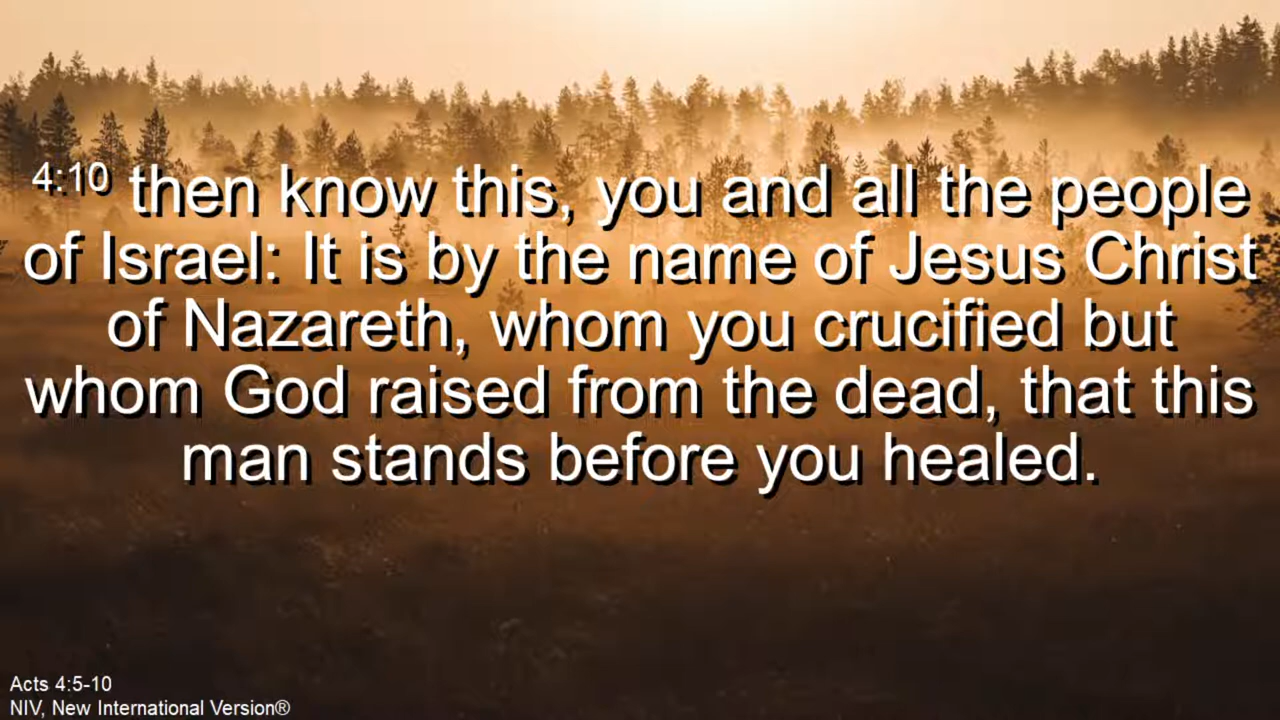 4:10 then know this, you and all the people
of Israel: It is by the name of Jesus Christ
of Nazareth, whom you crucified but
whom God raised from the dead, that this
man stands before you healed.
Acts 4:5-10
NIV, New International Version®